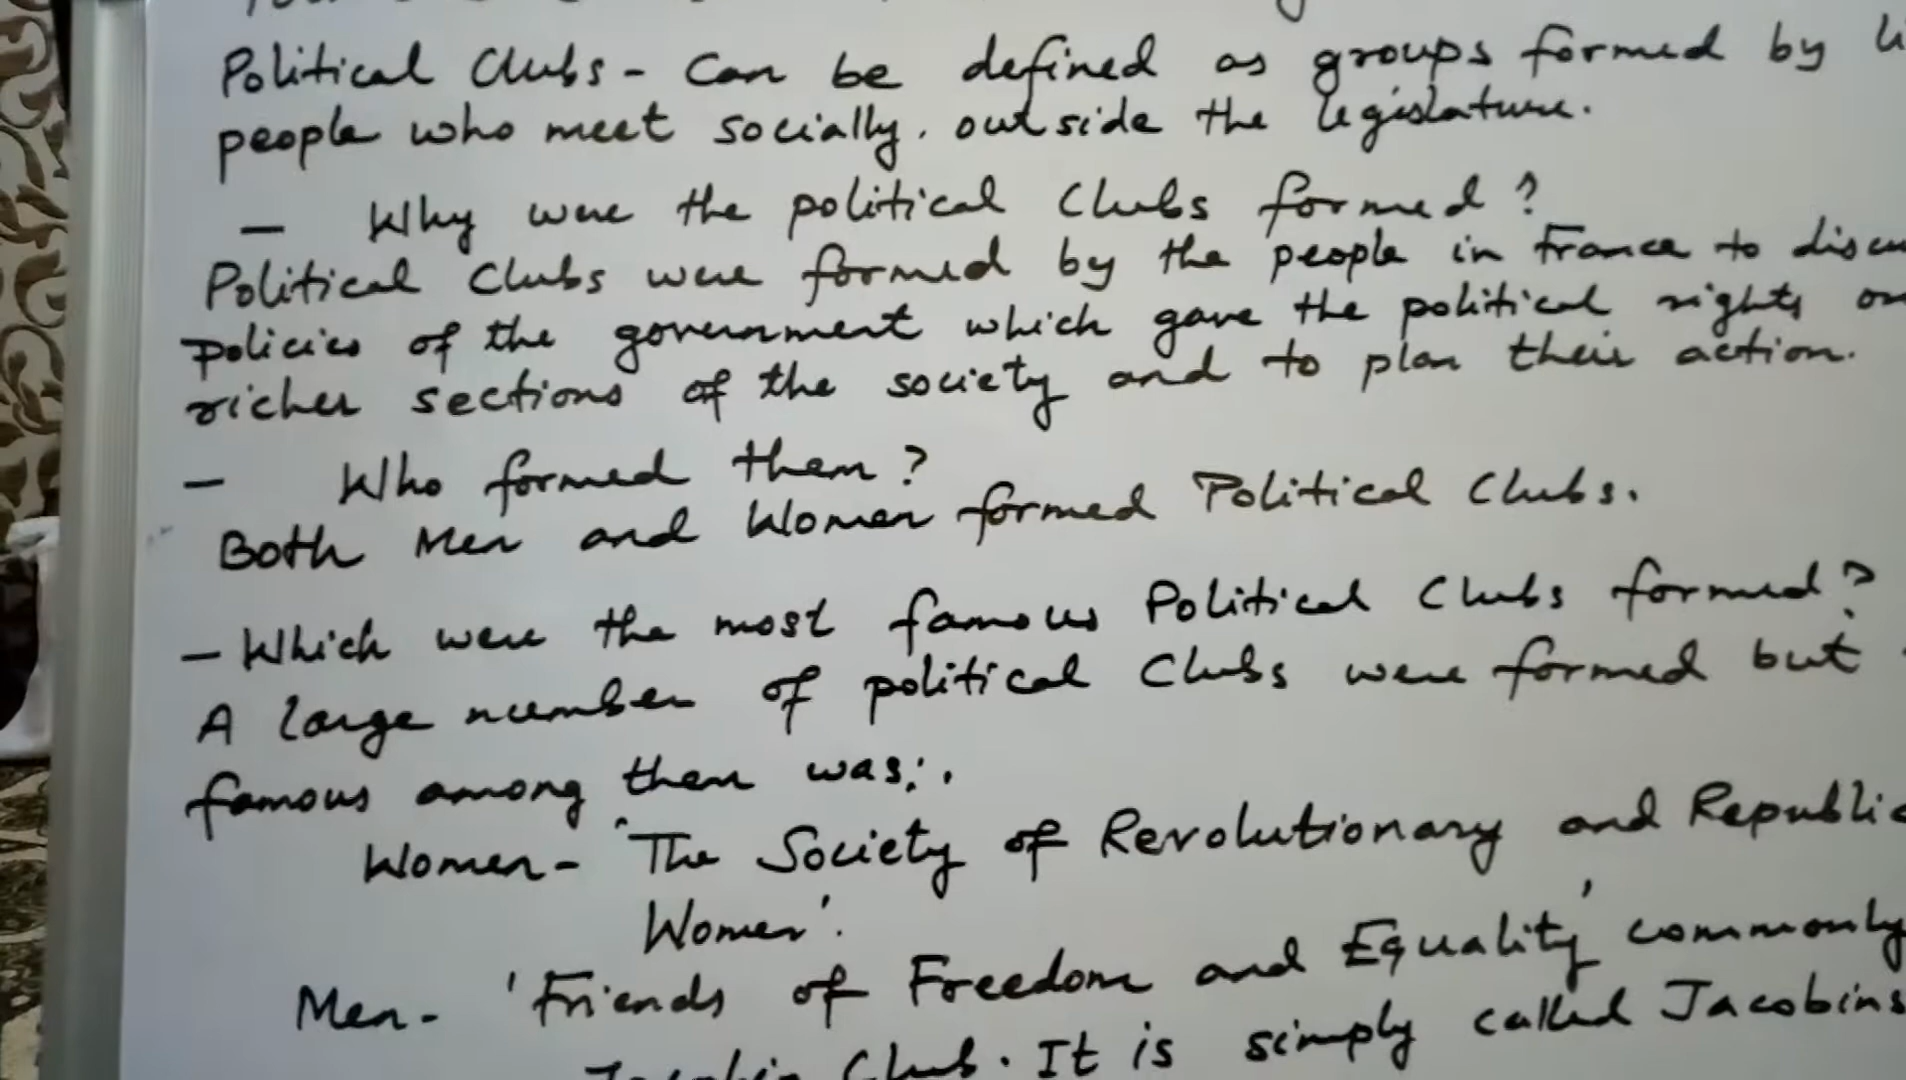 Political Clubs - Can be defined as groups formed by
people who meet socially. outside the legislature.
— Why were the political Clubs formed?
Political Clubs were formed by the people in France to
policies of the government which gave the political rights
richer sections of the society and to plan their action.
— Who formed them?
Both Men and Women formed Political Clubs.
— Which were the most famous Political Clubs formed?
A large number of political Clubs were formed but
famous among them was:.
Women - 'The Society of Revolutionary and
Women'.
Men - 'Friends of Freedom and Equality' commonly
Club. It is simply called Jacobins